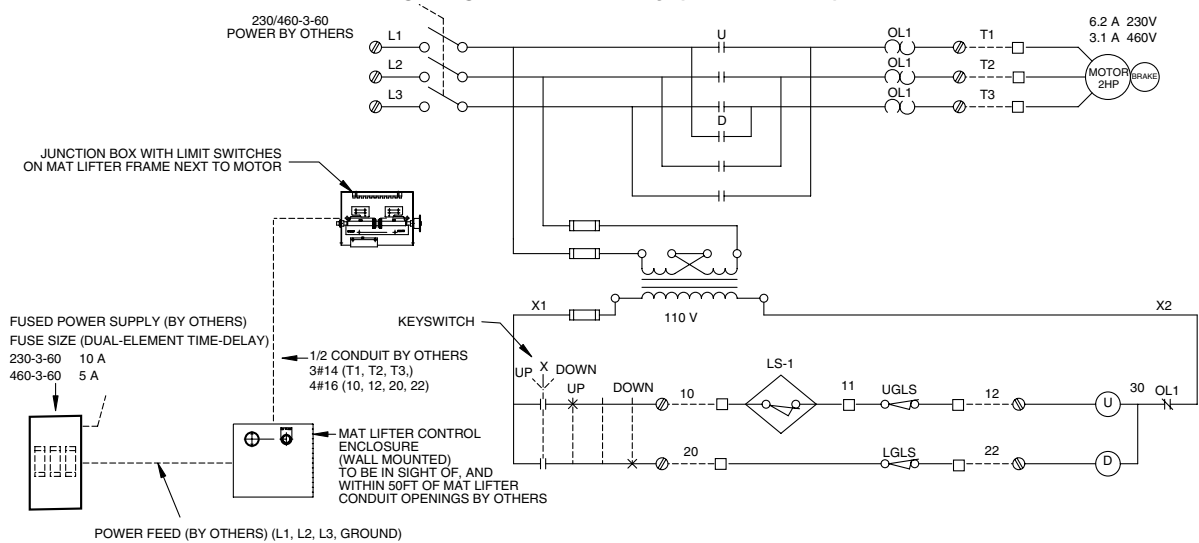 230/460-3-60
POWER BY OTHERS
L1
L2
L3
U
D
OL1
OL1
OL1
T1
T2
T3
6.2 A 230V
3.1 A 460V
MOTOR
2HP
BRAKE
JUNCTION BOX WITH LIMIT SWITCHES
ON MAT LIFTER FRAME NEXT TO MOTOR
X1
110 V
X2
FUSED POWER SUPPLY (BY OTHERS)
FUSE SIZE (DUAL-ELEMENT TIME-DELAY)
230-3-60 10 A
460-3-60 5 A
1/2 CONDUIT BY OTHERS
3#14 (T1, T2, T3,)
4#16 (10, 12, 20, 22)
KEYSWITCH
UP X DOWN
UP DOWN
10
LS-1
11
UGLS
12
U
30
OL1
20
LGLS
22
D
MAT LIFTER CONTROL
ENCLOSURE
(WALL MOUNTED)
TO BE IN SIGHT OF, AND
WITHIN 50FT OF MAT LIFTER
CONDUIT OPENINGS BY OTHERS
POWER FEED (BY OTHERS) (L1, L2, L3, GROUND)